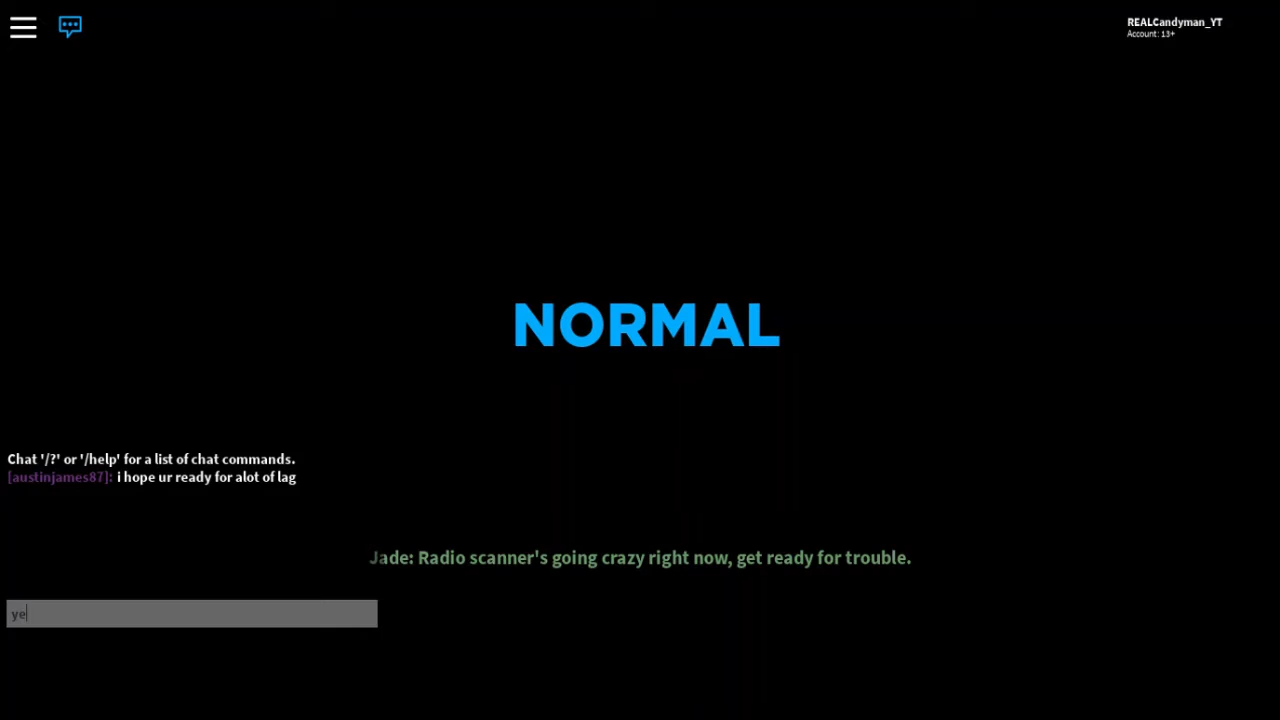 REALCandyman_YT
Account: 13+
NORMAL
Chat '/?' or '/help' for a list of chat commands.
[austinjames87]: i hope ur ready for alot of lag
Jade: Radio scanner's going crazy right now, get ready for trouble.
ye